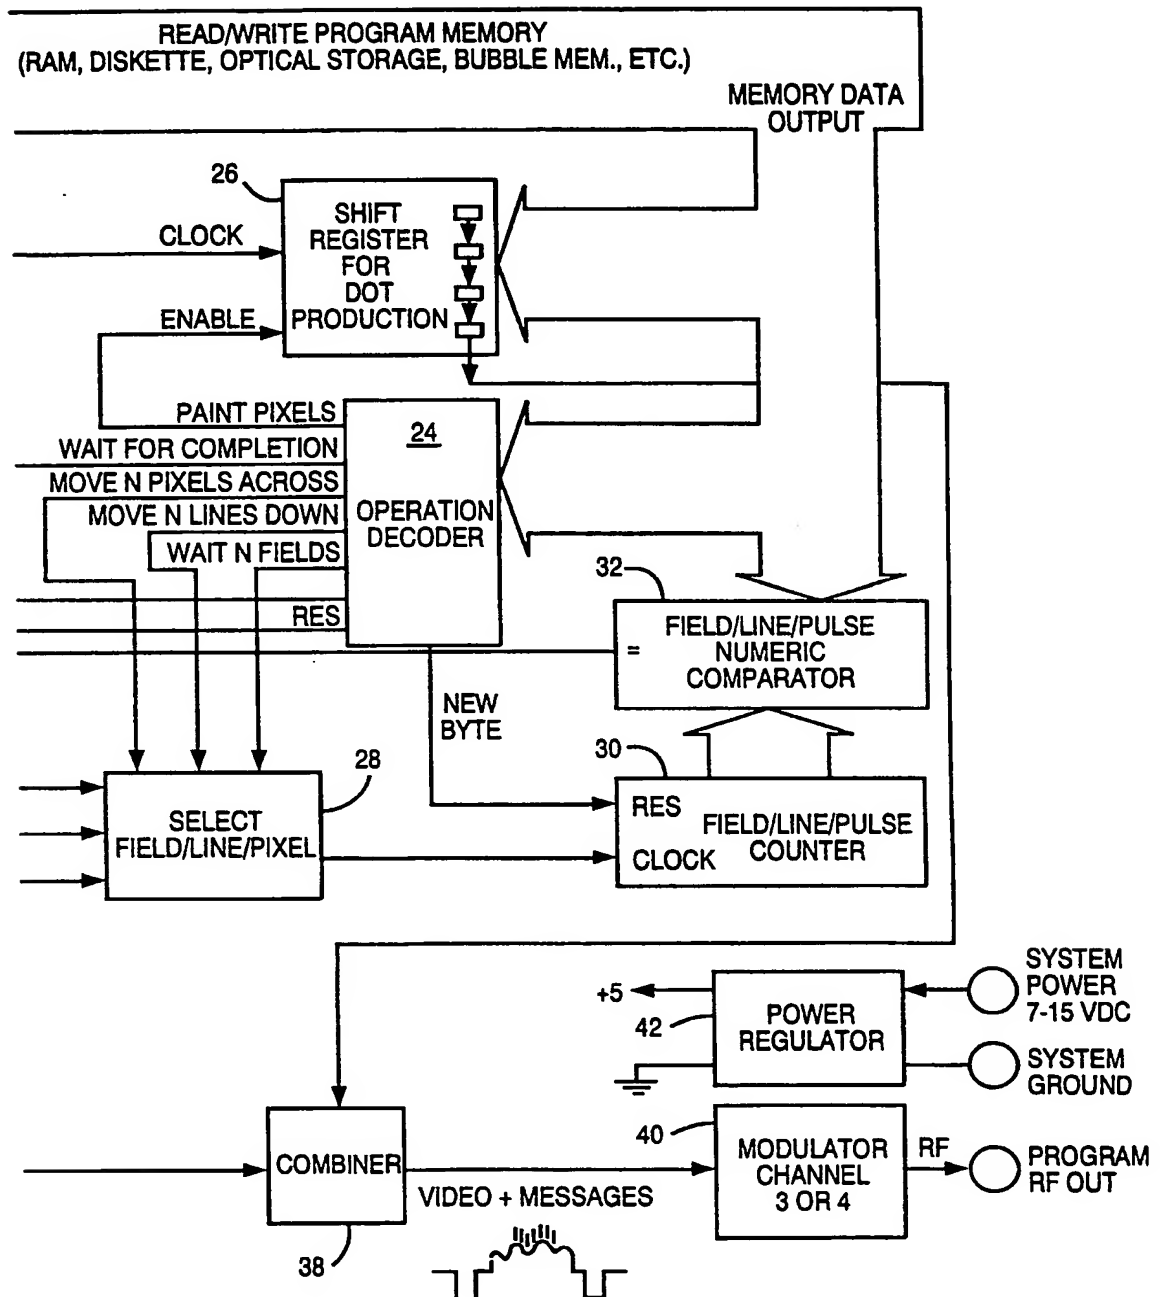 READ/WRITE PROGRAM MEMORY
(RAM, DISKETTE, OPTICAL STORAGE, BUBBLE MEM., ETC.)
MEMORY DATA
OUTPUT
26
SHIFT
REGISTER
FOR
DOT
PRODUCTION
CLOCK
ENABLE
PAINT PIXELS
WAIT FOR COMPLETION
MOVE N PIXELS ACROSS
MOVE N LINES DOWN
WAIT N FIELDS
RES
24
OPERATION
DECODER
32
FIELD/LINE/PULSE
NUMERIC
COMPARATOR
=
NEW
BYTE
30
RES
CLOCK
FIELD/LINE/PULSE
COUNTER
28
SELECT
FIELD/LINE/PIXEL
+5
42
POWER
REGULATOR
SYSTEM
POWER
7-15 VDC
SYSTEM
GROUND
40
MODULATOR
CHANNEL
3 OR 4
RF
PROGRAM
RF OUT
COMBINER
VIDEO + MESSAGES
38